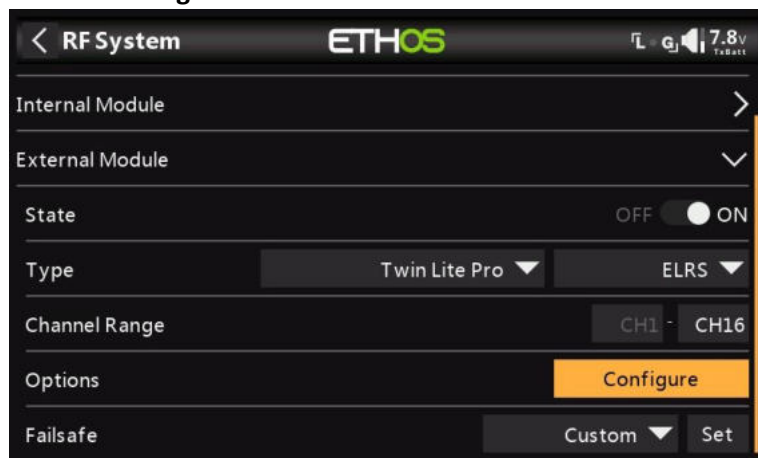 < RF System ETHOS L G 7.8V
TxBatt
Internal Module >
External Module
State OFF ON
Type Twin Lite Pro ELRS
Channel Range CH1 - CH16
Options Configure
Failsafe Custom Set